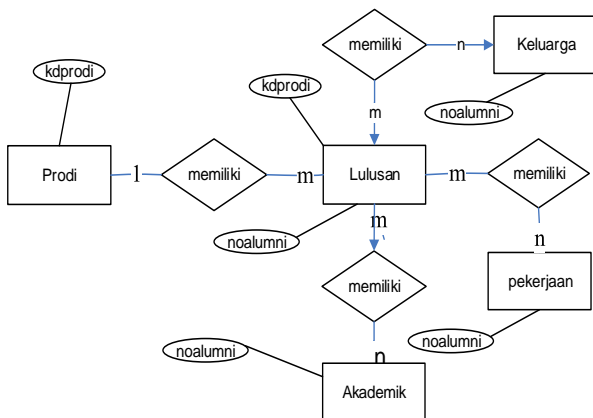 memiliki
n
Keluarga
kdprodi
kdprodi
m
noalumni
Prodi
1
memiliki
m
Lulusan
m
memiliki
noalumni
m
n
memiliki
pekerjaan
noalumni
noalumni
n
Akademik